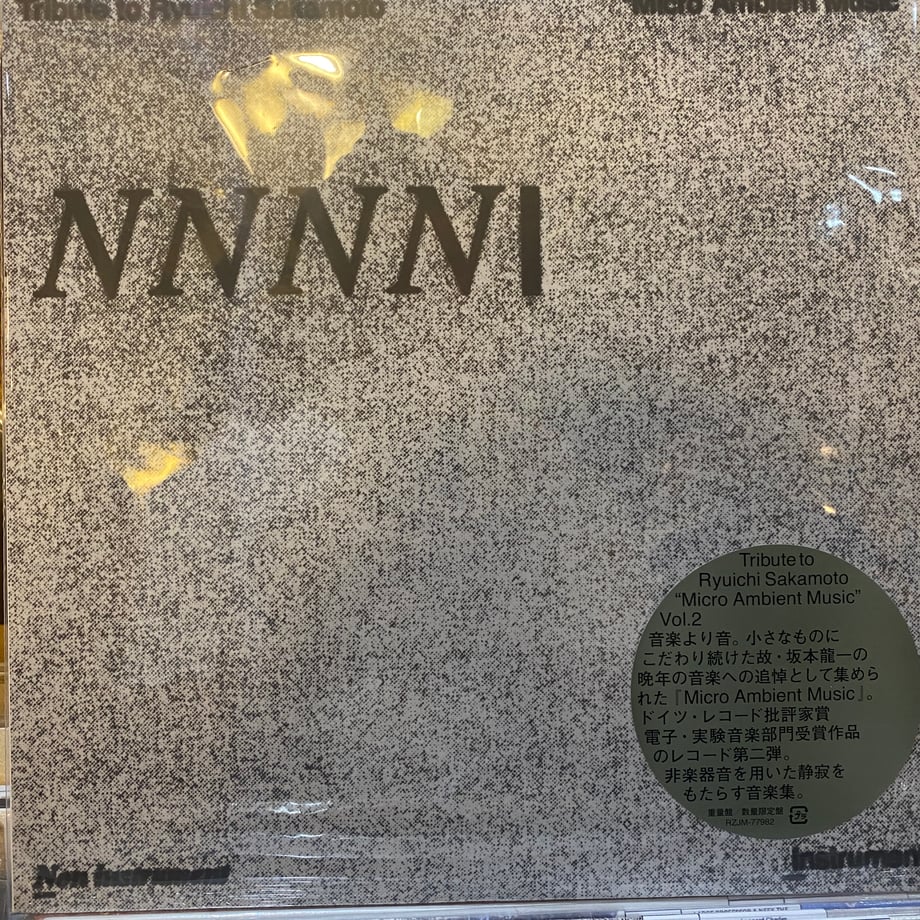 Tribute to Ryuichi Sakamoto
"Micro Ambient Music"
NNNNI
Tribute to
Ryuichi Sakamoto
“Micro Ambient Music”
Vol.2
音楽より音。小さなものに
こだわり続けた故・坂本龍一の
晩年の音楽への追悼として集めら
れた『Micro Ambient Music』。
ドイツ・レコード批評家賞
電子・実験音楽部門受賞作品
のレコード第二弾。
非楽器音を用いた静寂を
もたらす音楽集。
重量盤/数量限定盤
RZJM-77982
Non Instrument